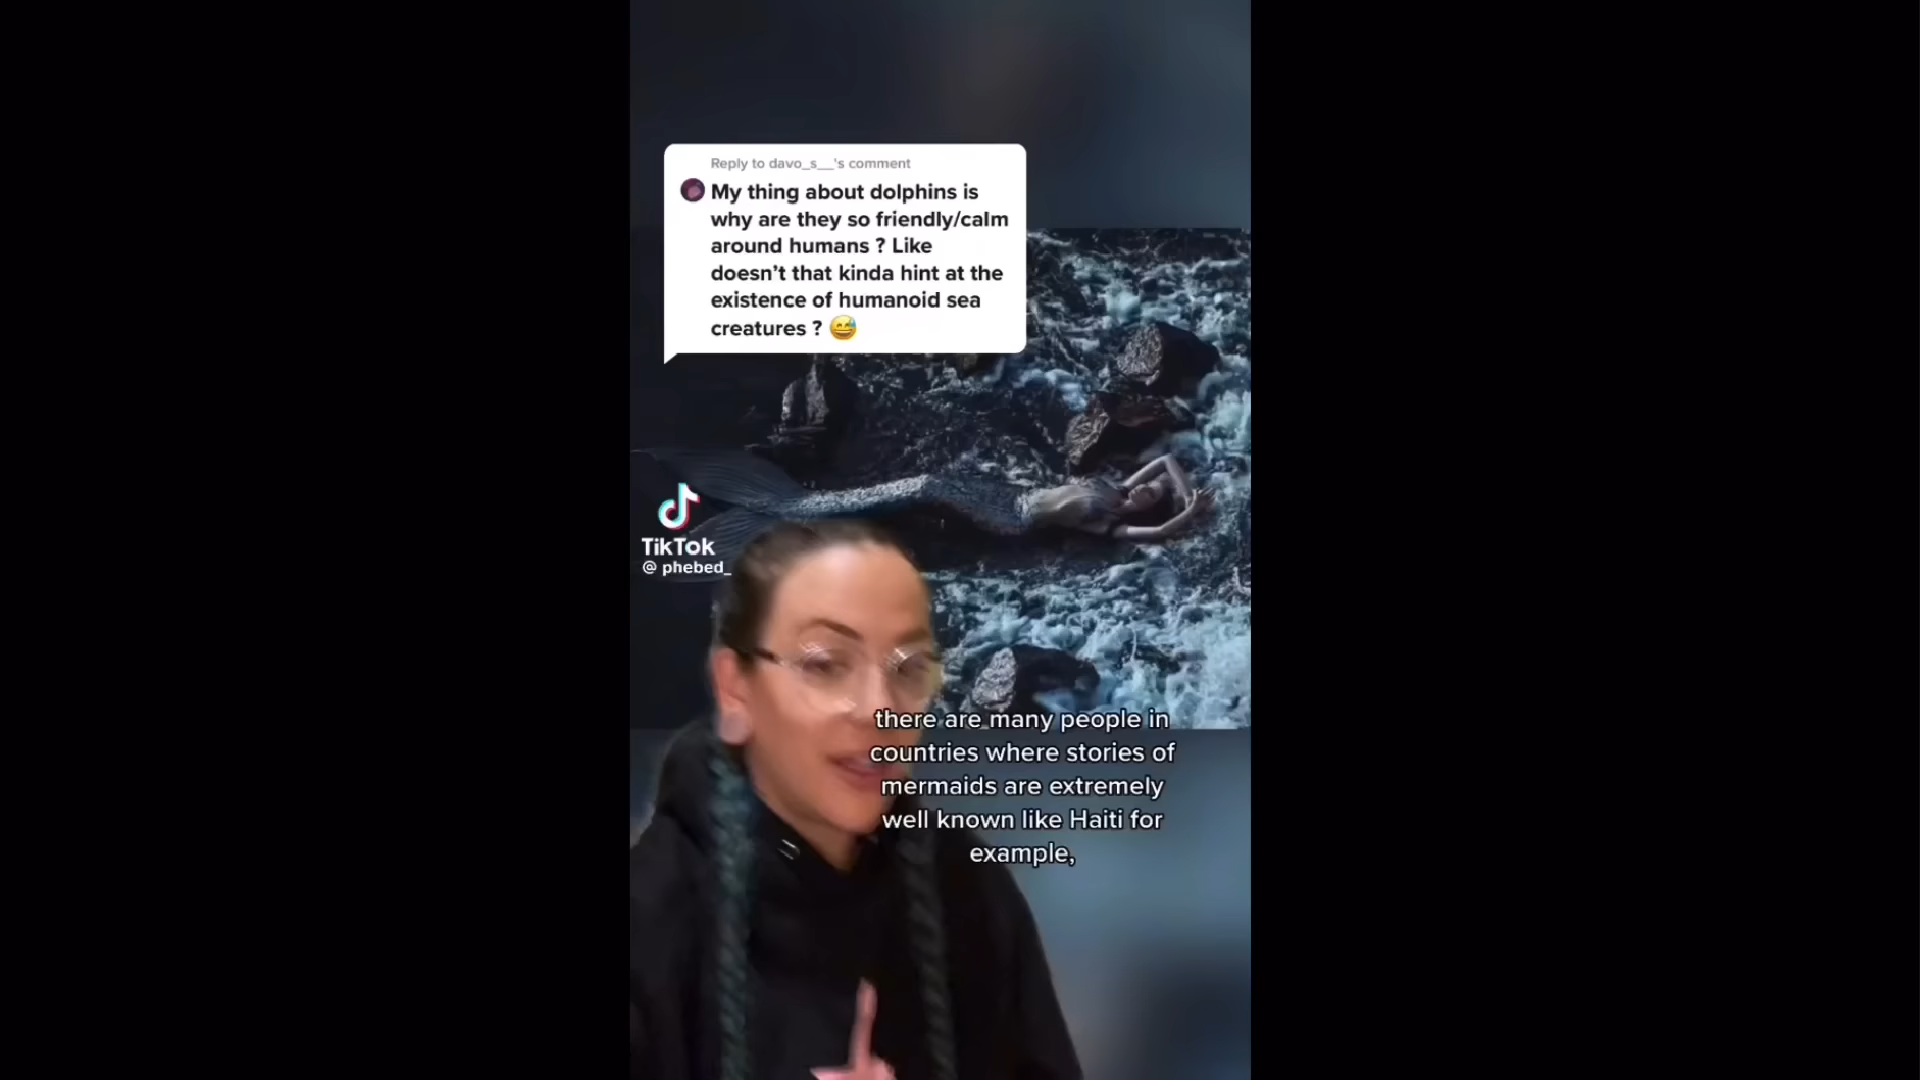 Reply to davo_s__'s comment
My thing about dolphins is
why are they so friendly/calm
around humans ? Like
doesn't that kinda hint at the
existence of humanoid sea
creatures ? 😅
TikTok
@ phebed_
there are many people in
countries where stories of
mermaids are extremely
well known like Haiti for
example,